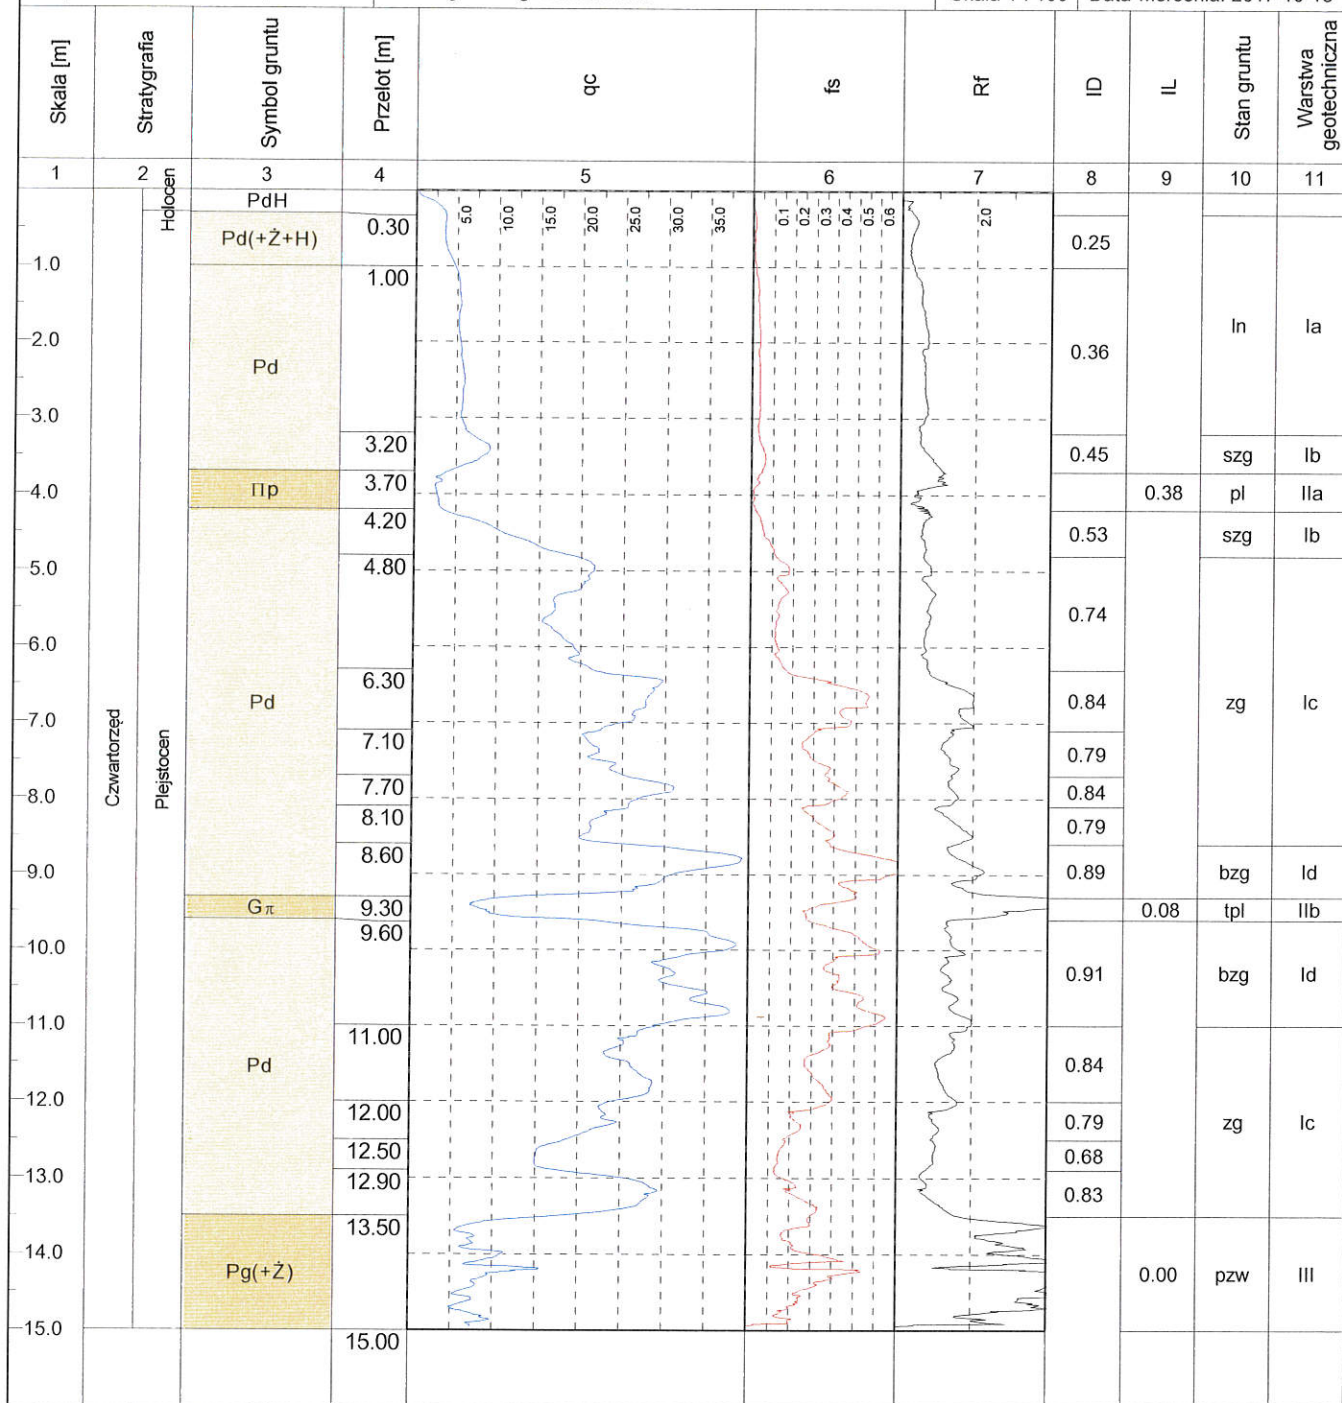 Skala [m]
Stratygrafia
Symbol gruntu
Przelot [m]
qc
fs
Rf
ID
IL
Stan gruntu
Warstwa geotechniczna
1 2 3 4 5 6 7 8 9 10 11
Holocen
Czwartorzęd
Plejstocen
5.0 10.0 15.0 20.0 25.0 30.0 35.0
0.1 0.2 0.3 0.4 0.5 0.6
2.0
PdH
0.30
Pd(+Ż+H)
0.25
1.0
1.00
2.0
ln Ia
Pd
0.36
3.0
3.20
0.45 szg Ib
Πp
3.70
0.38 pl IIa
4.0
4.20
0.53 szg Ib
4.80
5.0
0.74
6.0
6.30
Pd
0.84 zg Ic
7.0
7.10
0.79
7.70
8.0
0.84
8.10
0.79
8.60
9.0
0.89 bzg Id
Gπ
9.30
0.08 tpl IIb
9.60
10.0
0.91 bzg Id
11.0
11.00
Pd
0.84
12.0
12.00
0.79 zg Ic
12.50
0.68
12.90
13.0
0.83
13.50
14.0
Pg(+Ż)
0.00 pzw III
15.0
15.00